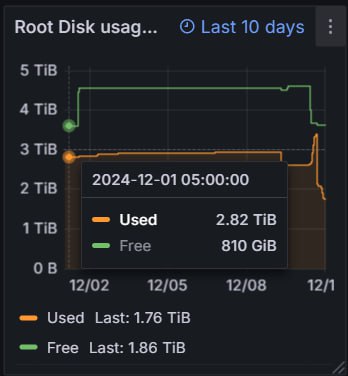 Root Disk usag... Last 10 days
5 TiB
4 TiB
3 TiB
2 TiB
1 TiB
0 B
2024-12-01 05:00:00
Used 2.82 TiB
Free 810 GiB
12/02 12/05 12/08 12/1
Used Last: 1.76 TiB
Free Last: 1.86 TiB